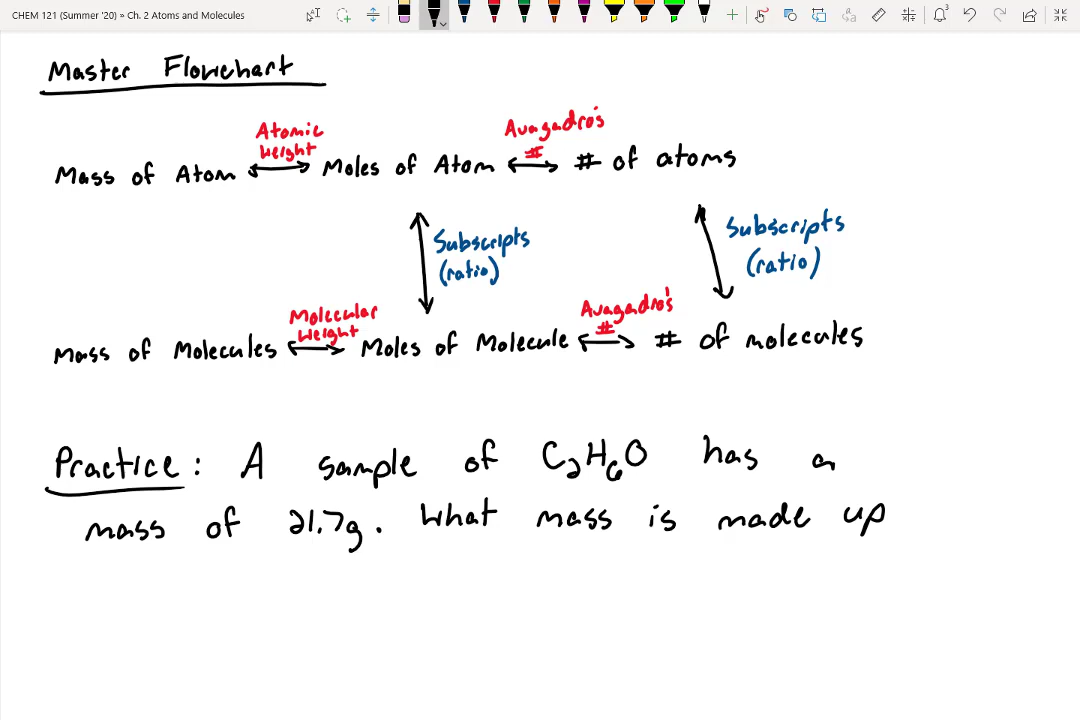 CHEM 121 (Summer '20) » Ch. 2 Atoms and Molecules
3
Master Flowchart
Atomic Weight
Avagadro's #
Mass of Atom ↔ Moles of Atom ↔ # of atoms
Subscripts (ratio)
Subscripts (ratio)
Molecular Weight
Avagadro's #
Mass of Molecules ↔ Moles of Molecule ↔ # of molecules
Practice: A sample of C₂H₆O has a
mass of 21.7g. What mass is made up